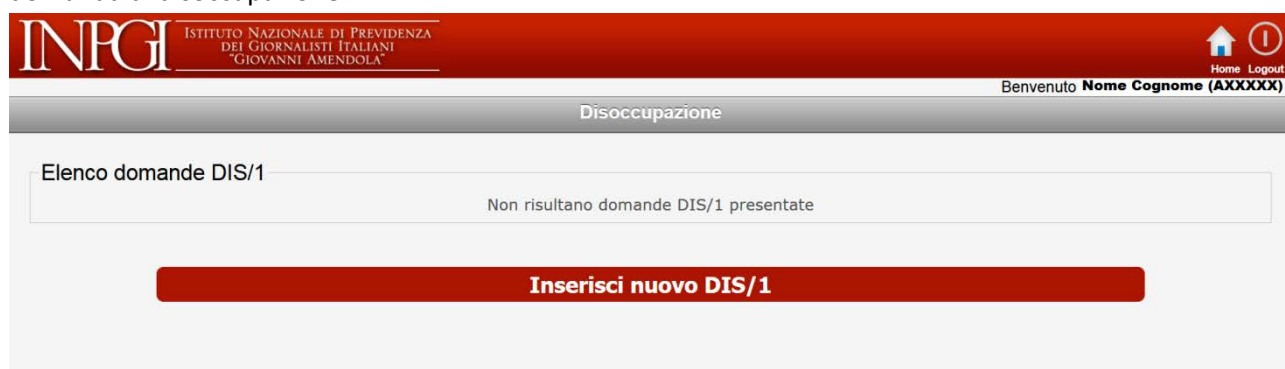 INPGI
ISTITUTO NAZIONALE DI PREVIDENZA
DEI GIORNALISTI ITALIANI
"GIOVANNI AMENDOLA"
Home Logout
Benvenuto Nome Cognome (AXXXXX)
Disoccupazione
Elenco domande DIS/1
Non risultano domande DIS/1 presentate
Inserisci nuovo DIS/1